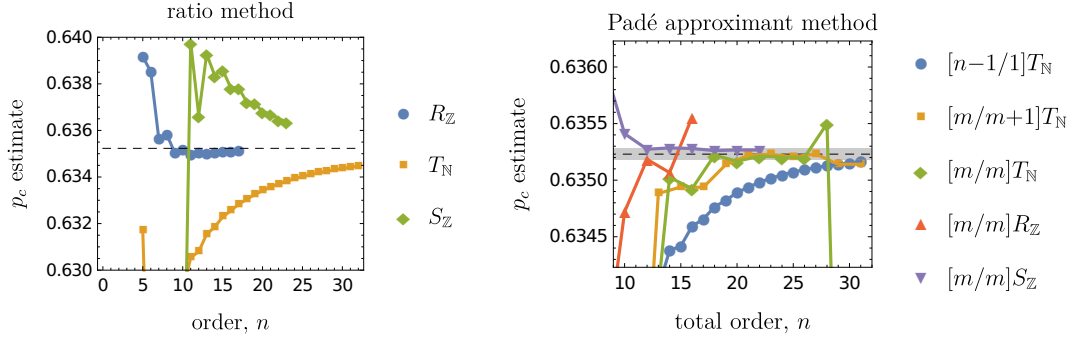 ratio method
0.640
0.638
0.636
0.634
0.632
0.630
0 5 10 15 20 25 30
p_c estimate
order, n
R_ℤ
T_ℕ
S_ℤ
Padé approximant method
0.6360
0.6355
0.6350
0.6345
10 15 20 25 30
p_c estimate
total order, n
[n−1/1]T_ℕ
[m/m+1]T_ℕ
[m/m]T_ℕ
[m/m]R_ℤ
[m/m]S_ℤ